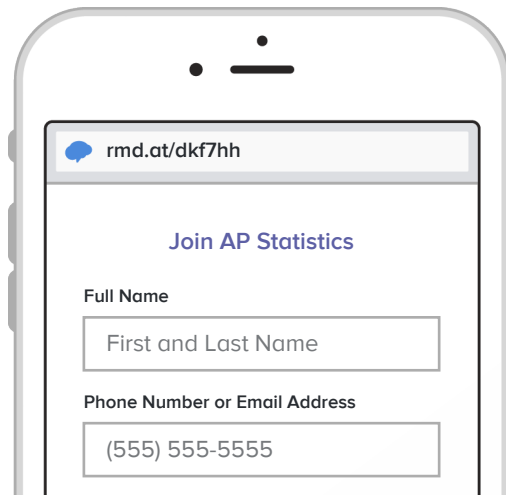 rmd.at/dkf7hh
Join AP Statistics
Full Name
First and Last Name
Phone Number or Email Address
(555) 555-5555